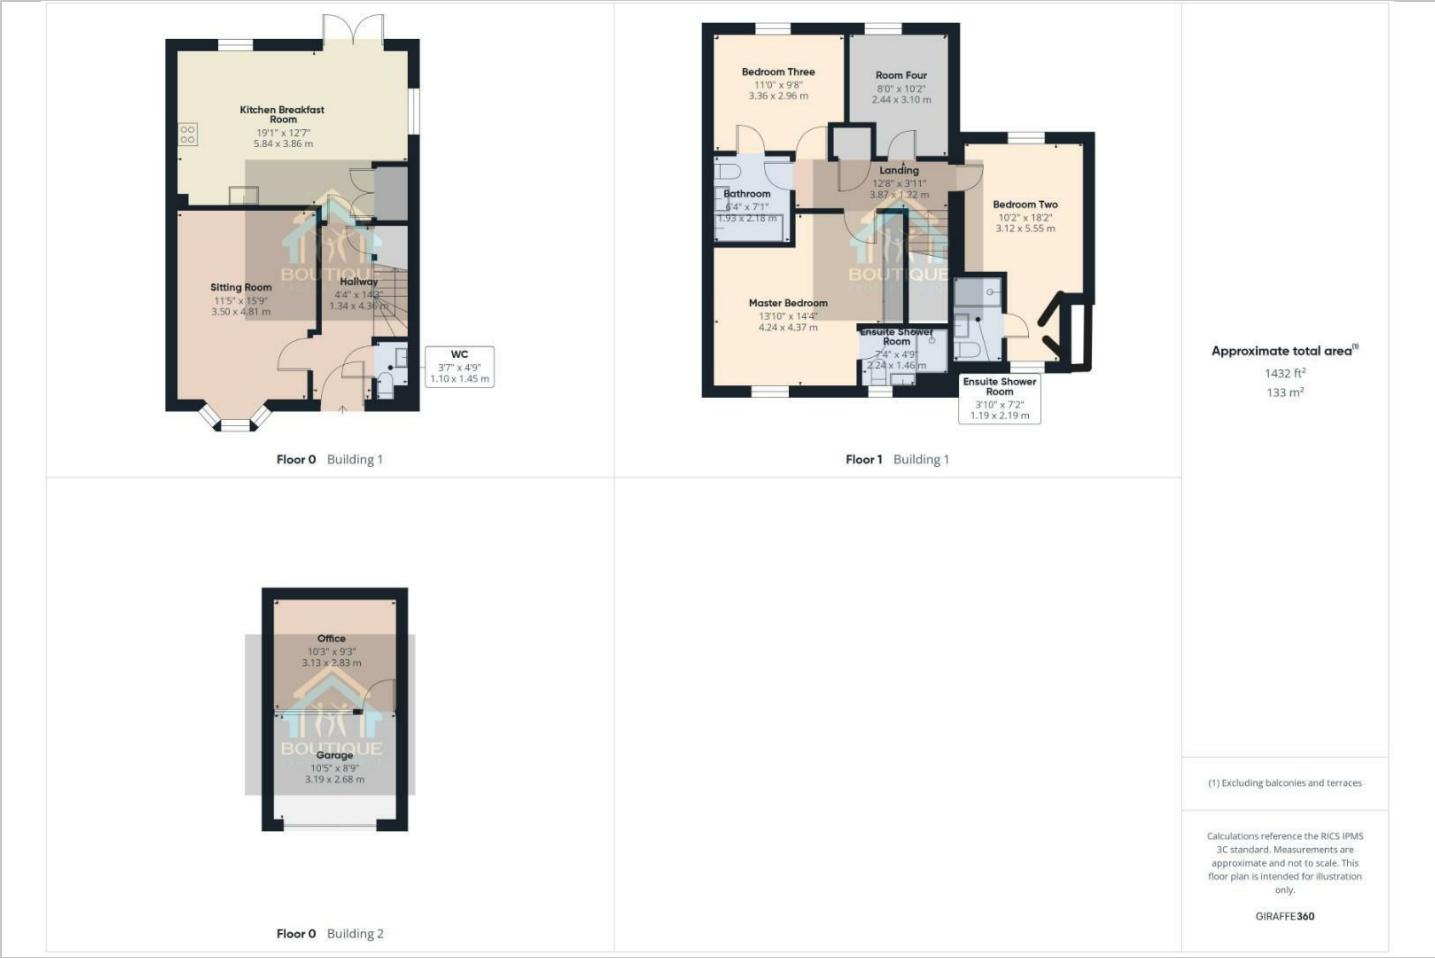 Kitchen Breakfast
Room
19'1" x 12'7"
5.84 x 3.86 m
Sitting Room
11'5" x 15'9"
3.50 x 4.81 m
Hallway
4'4" x 14'3"
1.34 x 4.36 m
BOUTIQUE
WC
3'7" x 4'9"
1.10 x 1.45 m
Floor 0 Building 1
Bedroom Three
11'0" x 9'8"
3.36 x 2.96 m
Room Four
8'0" x 10'2"
2.44 x 3.10 m
Landing
12'8" x 3'11"
3.87 x 1.22 m
Bathroom
6'4" x 7'1"
1.93 x 2.18 m
Bedroom Two
10'2" x 18'2"
3.12 x 5.55 m
BOUTIQUE
Master Bedroom
13'10" x 14'4"
4.24 x 4.37 m
Ensuite Shower
Room
7'4" x 4'9"
2.24 x 1.46 m
Ensuite Shower
Room
3'10" x 7'2"
1.19 x 2.19 m
Floor 1 Building 1
Approximate total area(1)
1432 ft²
133 m²
Office
10'3" x 9'3"
3.13 x 2.83 m
BOUTIQUE
Garage
10'5" x 8'9"
3.19 x 2.68 m
Floor 0 Building 2
(1) Excluding balconies and terraces
Calculations reference the RICS IPMS
3C standard. Measurements are
approximate and not to scale. This
floor plan is intended for illustration
only.
GIRAFFE360